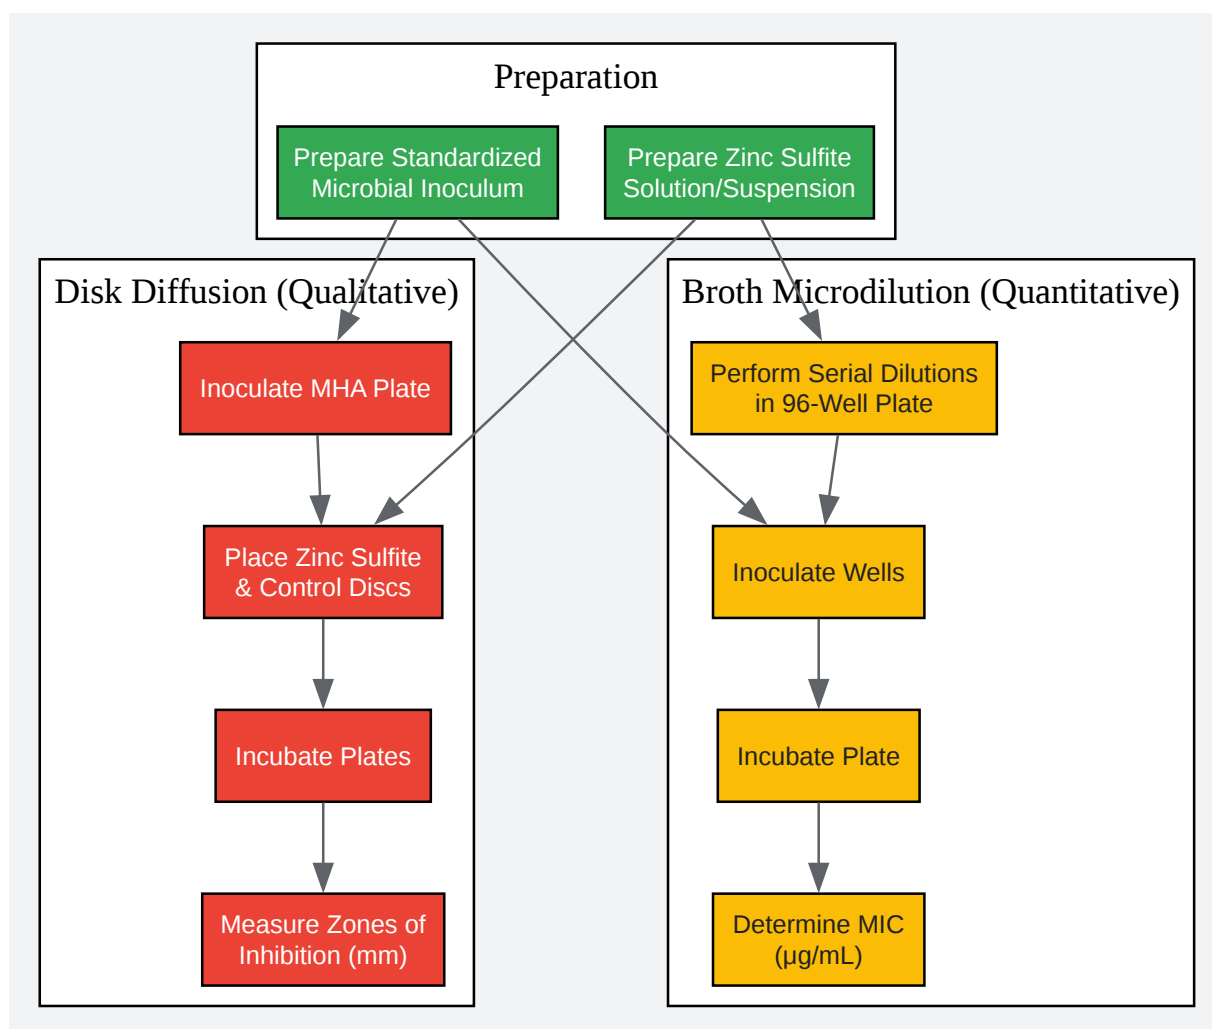 Preparation
Prepare Standardized
Microbial Inoculum
Prepare Zinc Sulfite
Solution/Suspension
Disk Diffusion (Qualitative)
Inoculate MHA Plate
Place Zinc Sulfite
& Control Discs
Incubate Plates
Measure Zones of
Inhibition (mm)
Broth Microdilution (Quantitative)
Perform Serial Dilutions
in 96-Well Plate
Inoculate Wells
Incubate Plate
Determine MIC
(µg/mL)